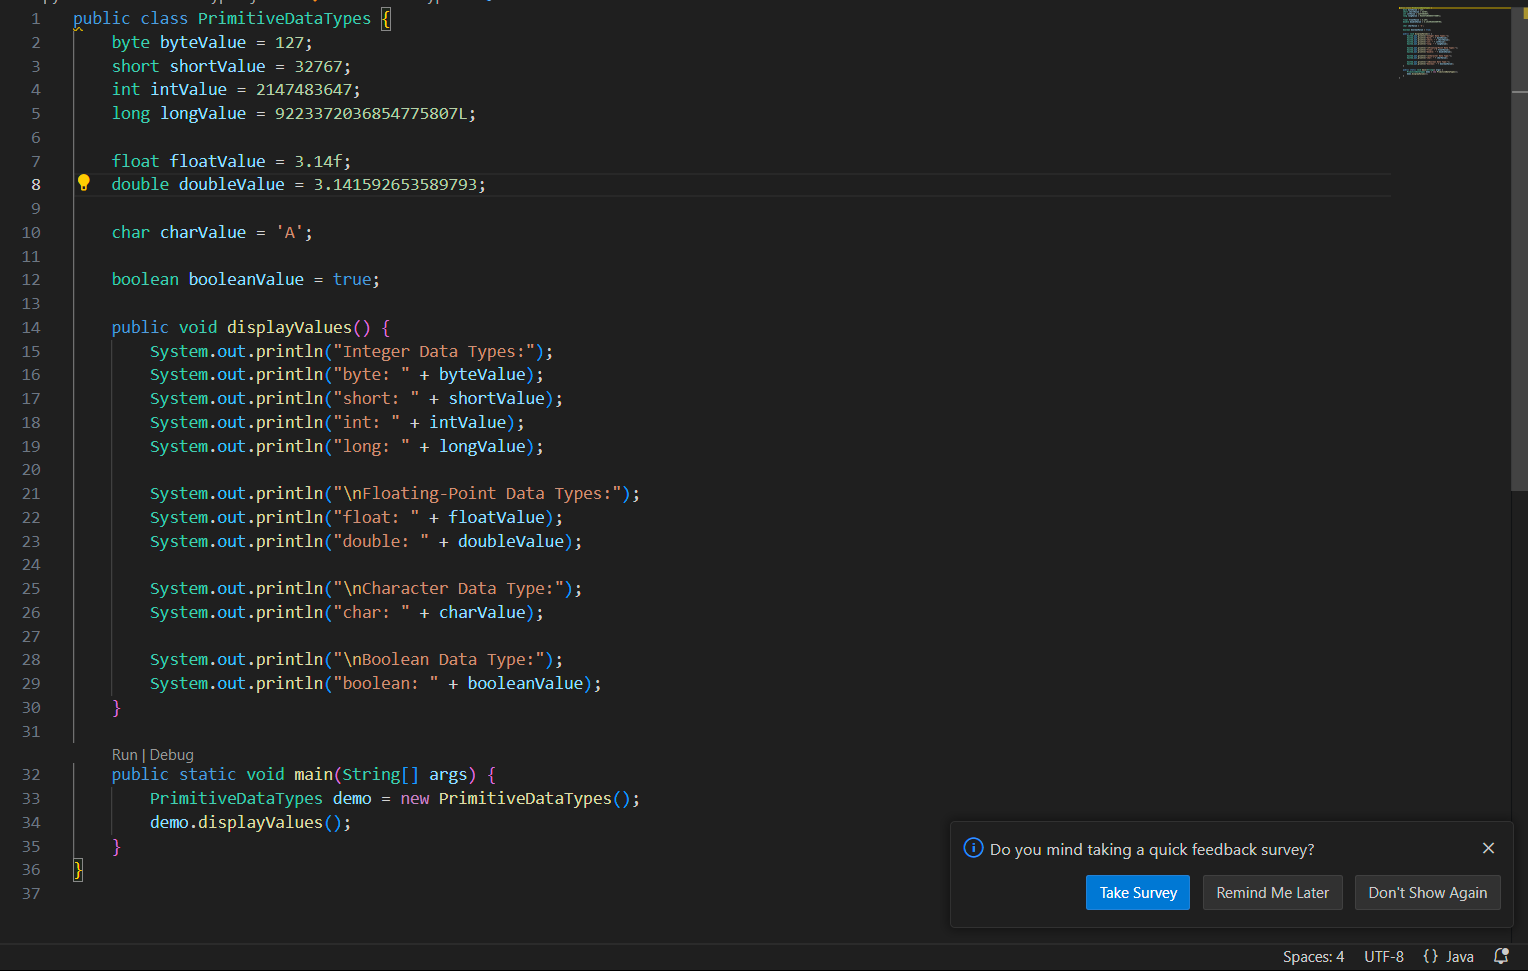 1 public class PrimitiveDataTypes {
2 byte byteValue = 127;
3 short shortValue = 32767;
4 int intValue = 2147483647;
5 long longValue = 9223372036854775807L;
6
7 float floatValue = 3.14f;
8 double doubleValue = 3.141592653589793;
9
10 char charValue = 'A';
11
12 boolean booleanValue = true;
13
14 public void displayValues() {
15 System.out.println("Integer Data Types:");
16 System.out.println("byte: " + byteValue);
17 System.out.println("short: " + shortValue);
18 System.out.println("int: " + intValue);
19 System.out.println("long: " + longValue);
20
21 System.out.println("\nFloating-Point Data Types:");
22 System.out.println("float: " + floatValue);
23 System.out.println("double: " + doubleValue);
24
25 System.out.println("\nCharacter Data Type:");
26 System.out.println("char: " + charValue);
27
28 System.out.println("\nBoolean Data Type:");
29 System.out.println("boolean: " + booleanValue);
30 }
31
Run | Debug
32 public static void main(String[] args) {
33 PrimitiveDataTypes demo = new PrimitiveDataTypes();
34 demo.displayValues();
35 }
36 }
37
Do you mind taking a quick feedback survey?
Take Survey Remind Me Later Don't Show Again
Spaces: 4 UTF-8 {} Java